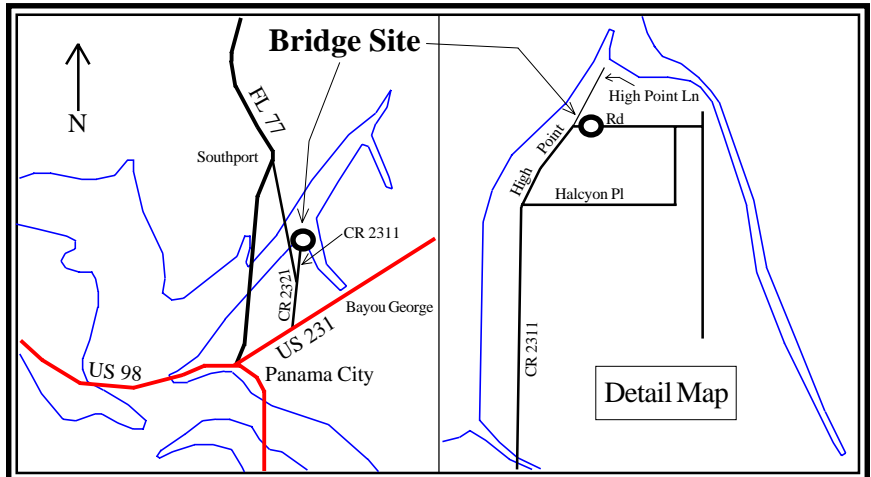 Bridge Site
N
FL 77
Southport
CR 2311
CR 2321
Bayou George
US 231
US 98
Panama City
High Point Ln
High Point Rd
Halcyon Pl
CR 2311
Detail Map